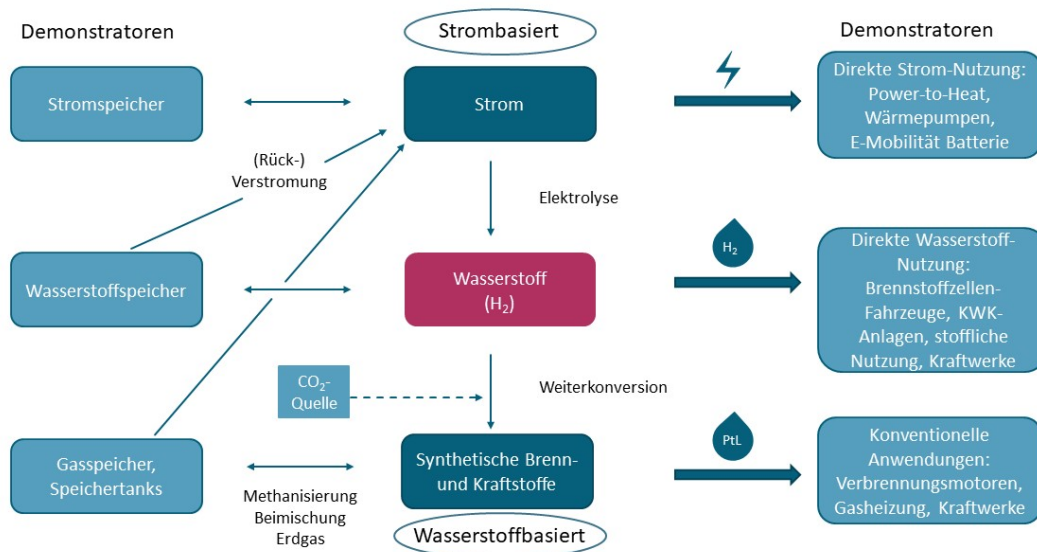 Demonstratoren
Strombasiert
Demonstratoren
Stromspeicher
Strom
Direkte Strom-Nutzung:
Power-to-Heat,
Wärmepumpen,
E-Mobilität Batterie
(Rück-)
Verstromung
Elektrolyse
Wasserstoffspeicher
Wasserstoff
(H₂)
H₂
Direkte Wasserstoff-
Nutzung:
Brennstoffzellen-
Fahrzeuge, KWK-
Anlagen, stoffliche
Nutzung, Kraftwerke
CO₂-
Quelle
Weiterkonversion
Gasspeicher,
Speichertanks
Methanisierung
Beimischung
Erdgas
Synthetische Brenn-
und Kraftstoffe
Wasserstoffbasiert
PtL
Konventionelle
Anwendungen:
Verbrennungsmotoren,
Gasheizung, Kraftwerke